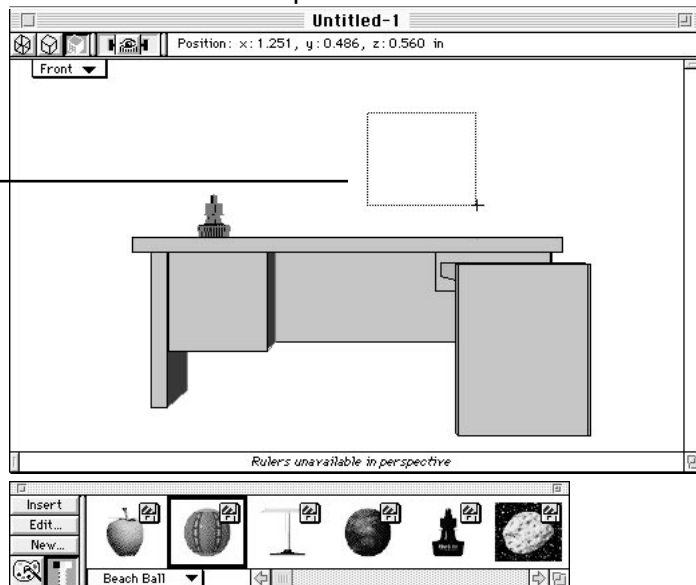 Untitled-1
Position: x:1.251, y:0.486, z:0.560 in
Front
Rulers unavailable in perspective
Insert
Edit...
New...
Beach Ball